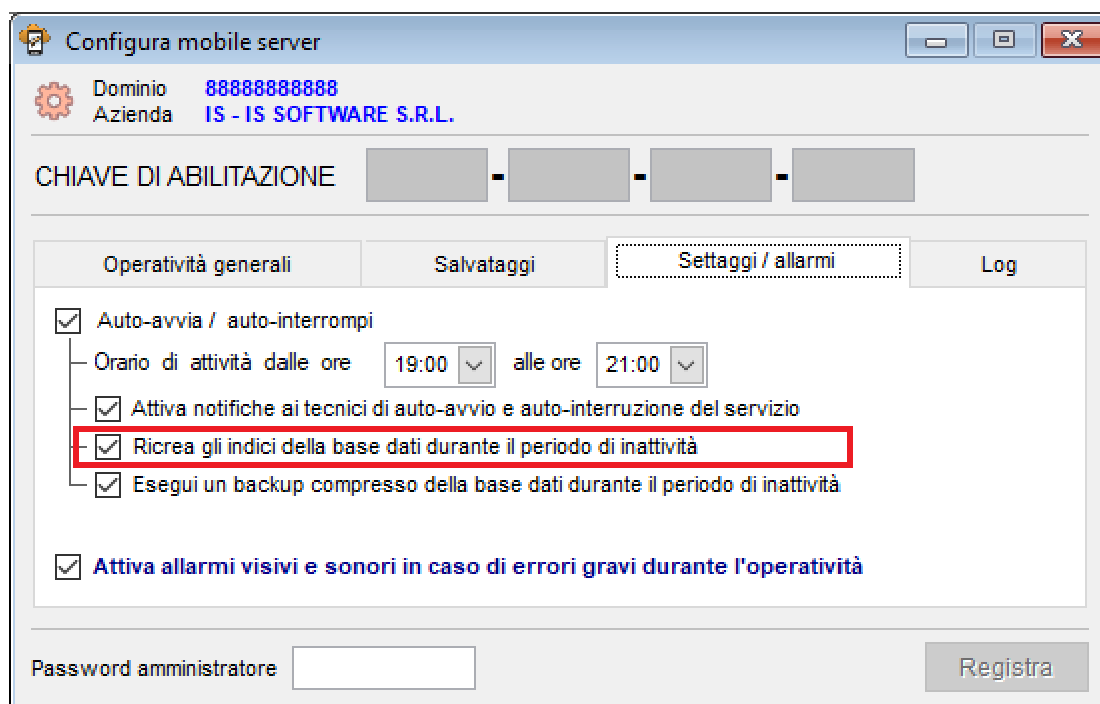 Configura mobile server
Dominio 88888888888
Azienda IS - IS SOFTWARE S.R.L.
CHIAVE DI ABILITAZIONE - - -
Operatività generali Salvataggi Settaggi / allarmi Log
Auto-avvia / auto-interrompi
Orario di attività dalle ore 19:00 alle ore 21:00
Attiva notifiche ai tecnici di auto-avvio e auto-interruzione del servizio
Ricrea gli indici della base dati durante il periodo di inattività
Esegui un backup compresso della base dati durante il periodo di inattività
Attiva allarmi visivi e sonori in caso di errori gravi durante l'operatività
Password amministratore Registra